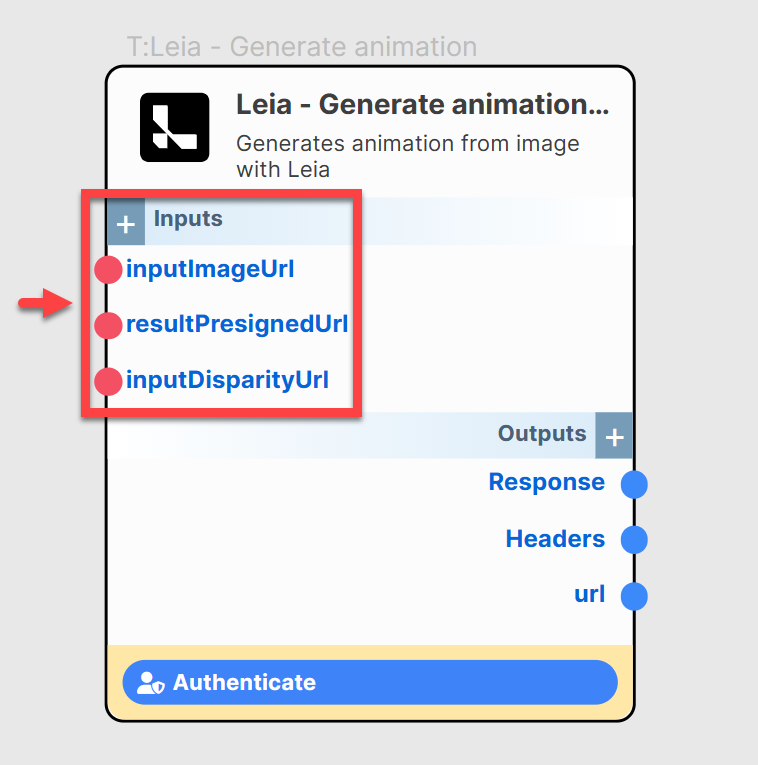 T:Leia - Generate animation
Leia - Generate animation...
Generates animation from image
with Leia
+ Inputs
inputImageUrl
resultPresignedUrl
inputDisparityUrl
Outputs +
Response
Headers
url
Authenticate